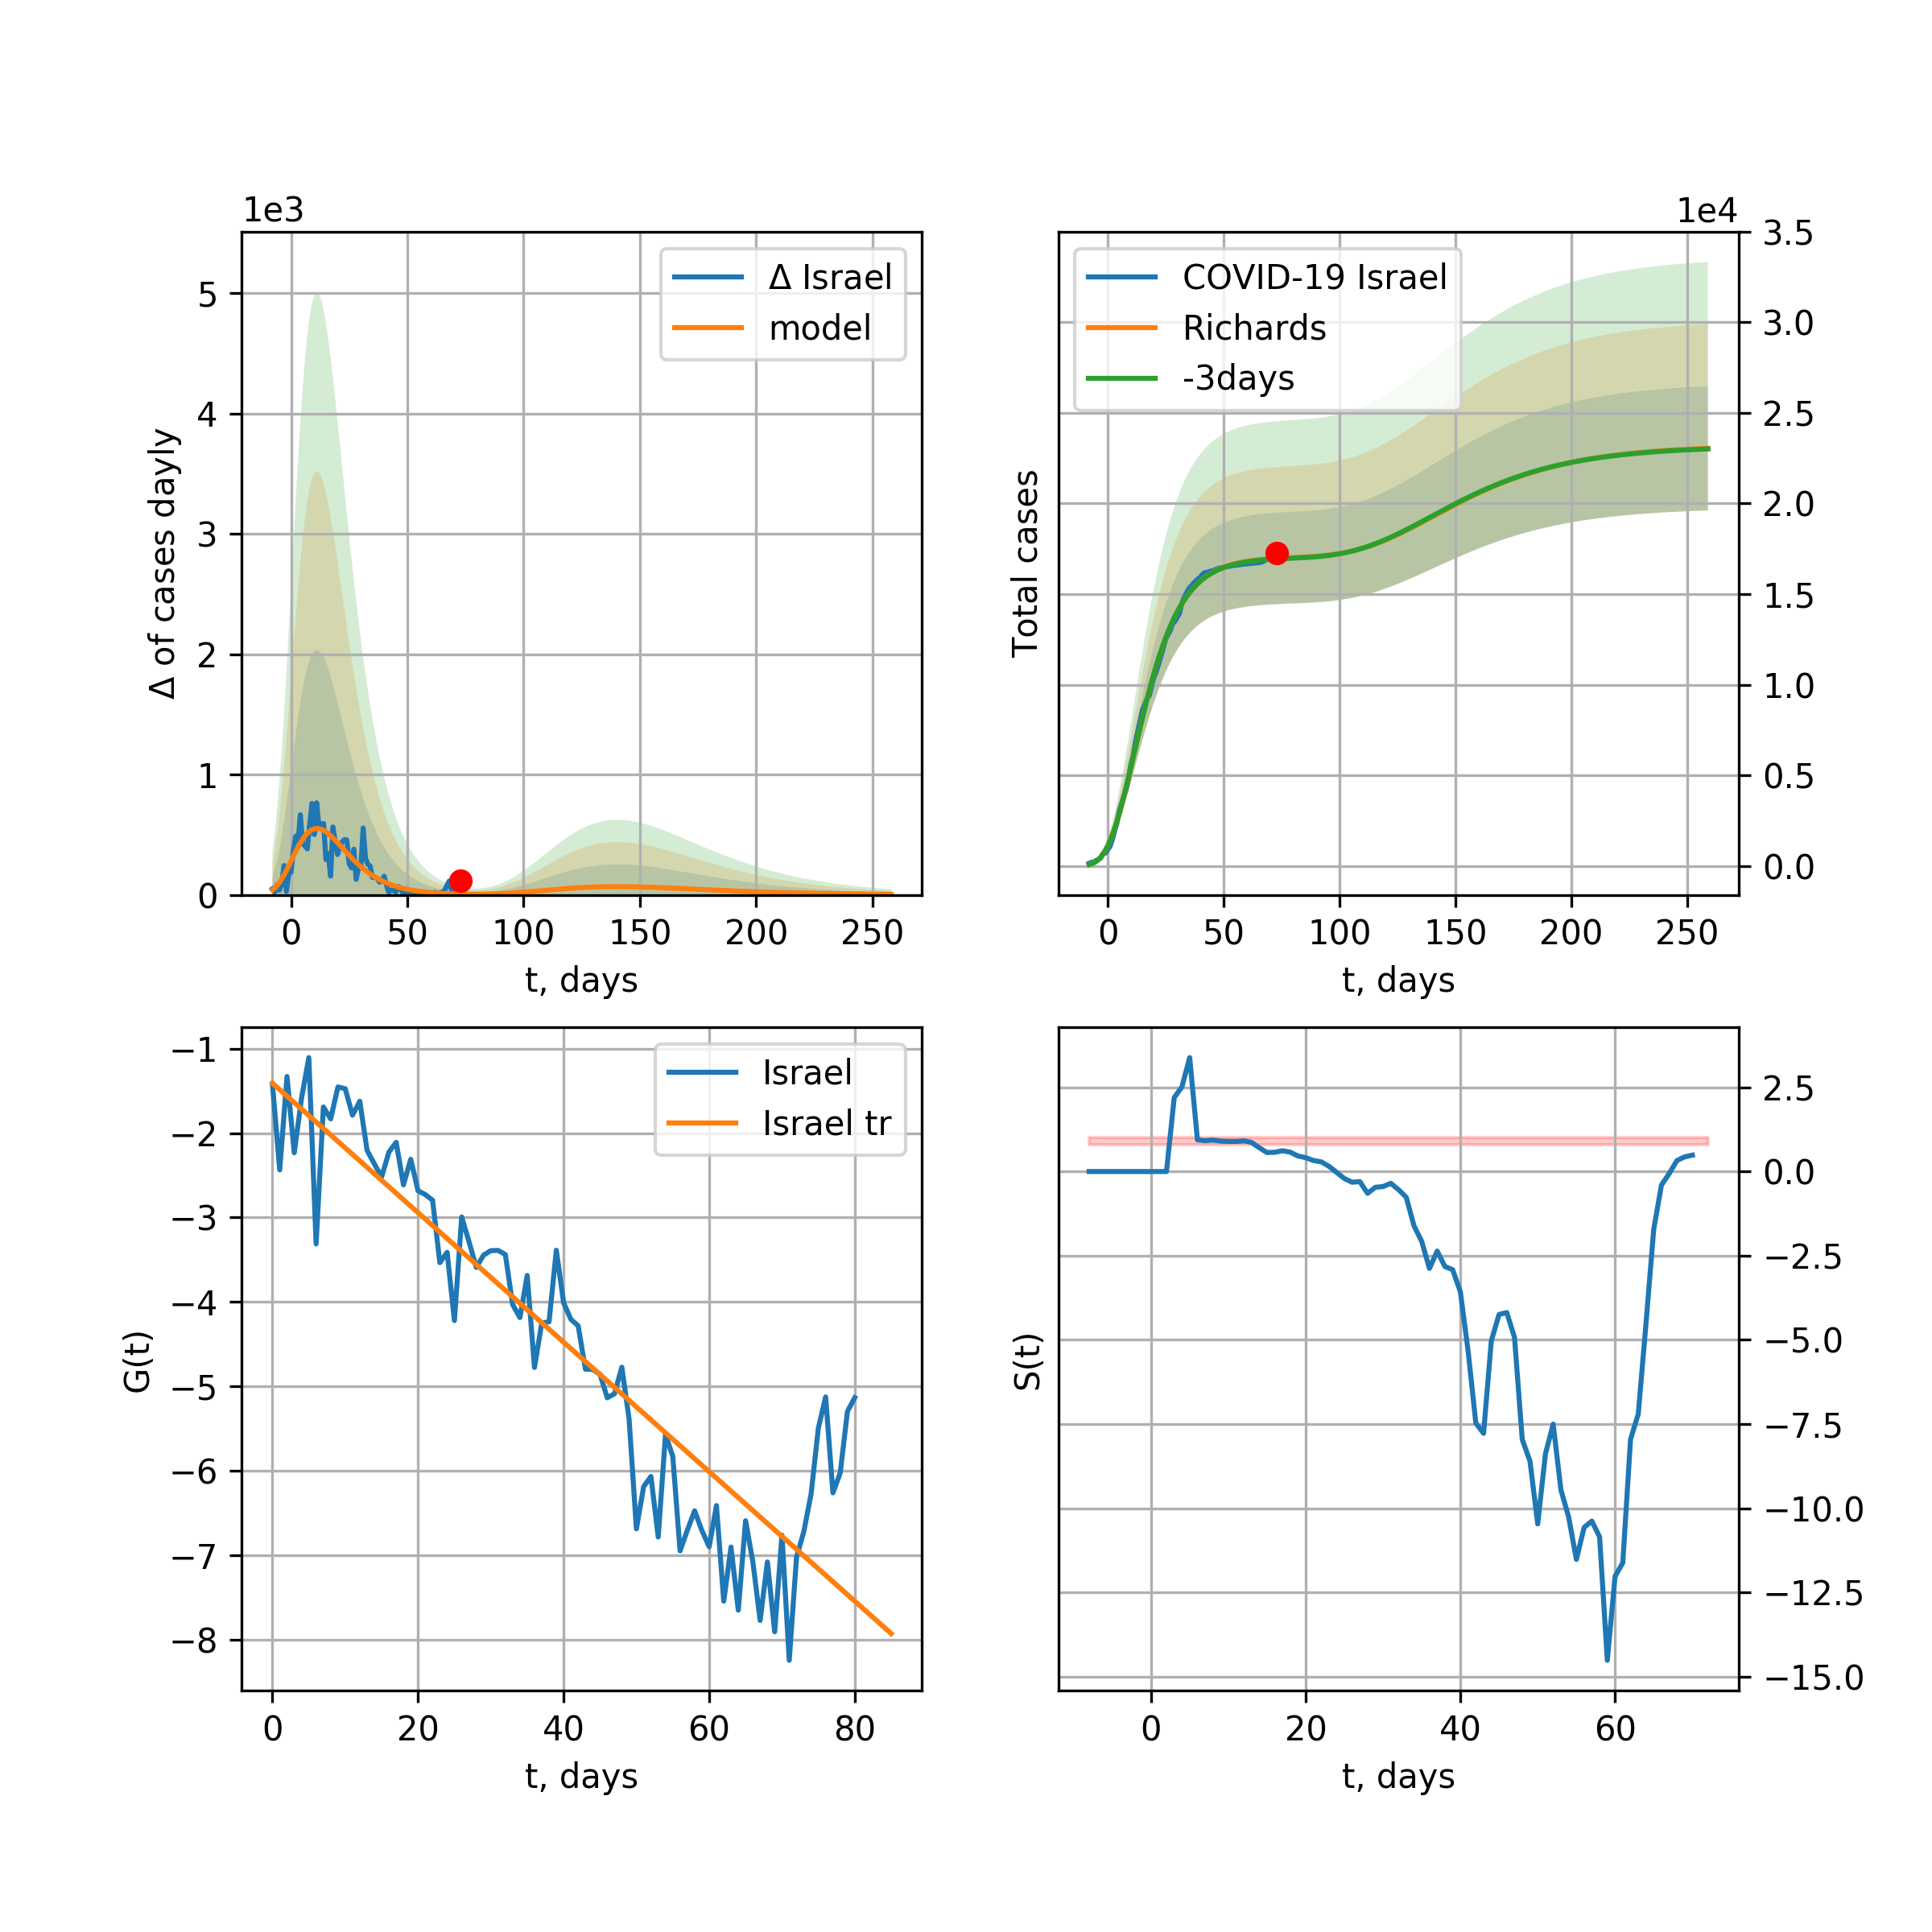 1e3
5
4
3
2
1
0
Δ of cases dayly
Δ Israel
model
0 50 100 150 200 250
t, days
1e4
3.5
3.0
2.5
2.0
1.5
1.0
0.5
0.0
Total cases
COVID-19 Israel
Richards
-3days
0 50 100 150 200 250
t, days
−1
−2
−3
−4
−5
−6
−7
−8
G(t)
Israel
Israel tr
0 20 40 60 80
t, days
2.5
0.0
−2.5
−5.0
−7.5
−10.0
−12.5
−15.0
S(t)
0 20 40 60
t, days